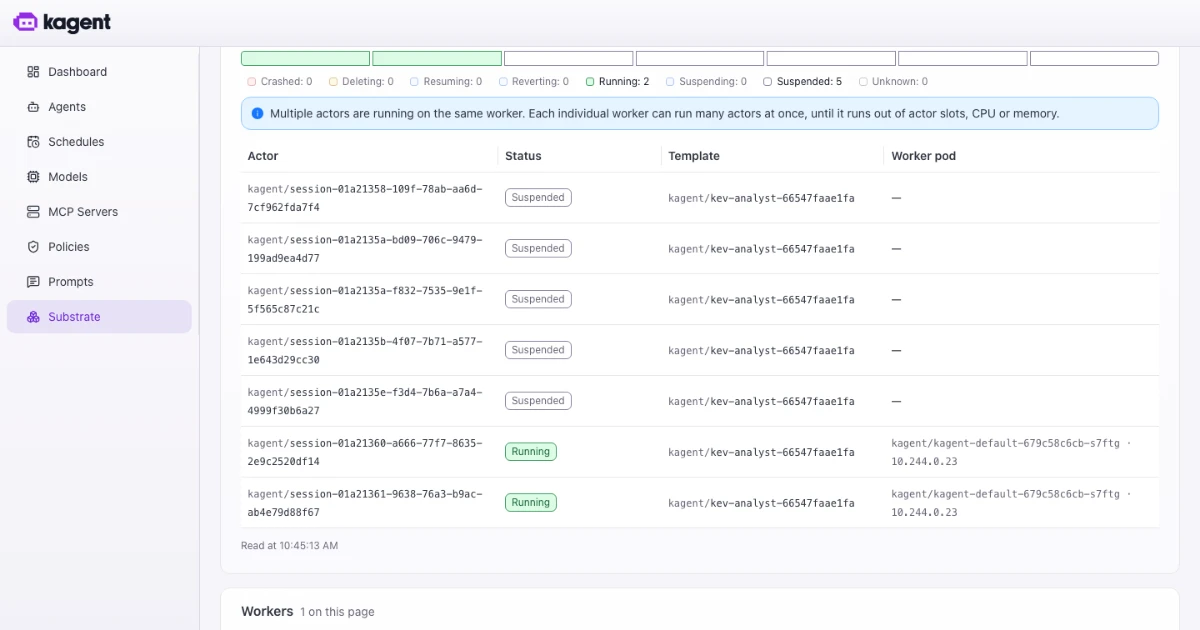 kagent
Dashboard
Agents
Schedules
Models
MCP Servers
Policies
Prompts
Substrate
Crashed: 0
Deleting: 0
Resuming: 0
Reverting: 0
Running: 2
Suspending: 0
Suspended: 5
Unknown: 0
Multiple actors are running on the same worker. Each individual worker can run many actors at once, until it runs out of actor slots, CPU or memory.
Actor Status Template Worker pod
kagent/session-01a21358-109f-78ab-aa6d-
7cf962fda7f4
Suspended
kagent/kev-analyst-66547faae1fa
—
kagent/session-01a2135a-bd09-706c-9479-
199ad9ea4d77
Suspended
kagent/kev-analyst-66547faae1fa
—
kagent/session-01a2135a-f832-7535-9e1f-
5f565c87c21c
Suspended
kagent/kev-analyst-66547faae1fa
—
kagent/session-01a2135b-4f07-7b71-a577-
1e643d29cc30
Suspended
kagent/kev-analyst-66547faae1fa
—
kagent/session-01a2135e-f3d4-7b6a-a7a4-
4999f30b6a27
Suspended
kagent/kev-analyst-66547faae1fa
—
kagent/session-01a21360-a666-77f7-8635-
2e9c2520df14
Running
kagent/kev-analyst-66547faae1fa
kagent/kagent-default-679c58c6cb-s7ftg ·
10.244.0.23
kagent/session-01a21361-9638-76a3-b9ac-
ab4e79d88f67
Running
kagent/kev-analyst-66547faae1fa
kagent/kagent-default-679c58c6cb-s7ftg ·
10.244.0.23
Read at 10:45:13 AM
Workers 1 on this page